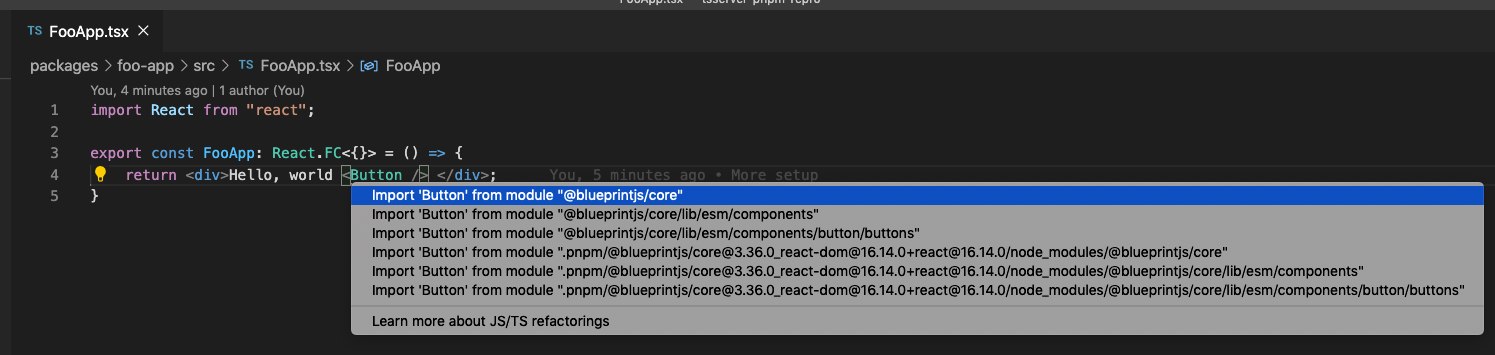 FooApp.tsx — tsserver-pnpm-repro
TS FooApp.tsx ×
packages > foo-app > src > TS FooApp.tsx > FooApp
You, 4 minutes ago | 1 author (You)
1 import React from "react";
2
3 export const FooApp: React.FC<{}> = () => {
4 return <div>Hello, world <Button /> </div>; You, 5 minutes ago • More setup
5 }
Import 'Button' from module "@blueprintjs/core"
Import 'Button' from module "@blueprintjs/core/lib/esm/components"
Import 'Button' from module "@blueprintjs/core/lib/esm/components/button/buttons"
Import 'Button' from module ".pnpm/@blueprintjs/core@3.36.0_react-dom@16.14.0+react@16.14.0/node_modules/@blueprintjs/core"
Import 'Button' from module ".pnpm/@blueprintjs/core@3.36.0_react-dom@16.14.0+react@16.14.0/node_modules/@blueprintjs/core/lib/esm/components"
Import 'Button' from module ".pnpm/@blueprintjs/core@3.36.0_react-dom@16.14.0+react@16.14.0/node_modules/@blueprintjs/core/lib/esm/components/button/buttons"
Learn more about JS/TS refactorings